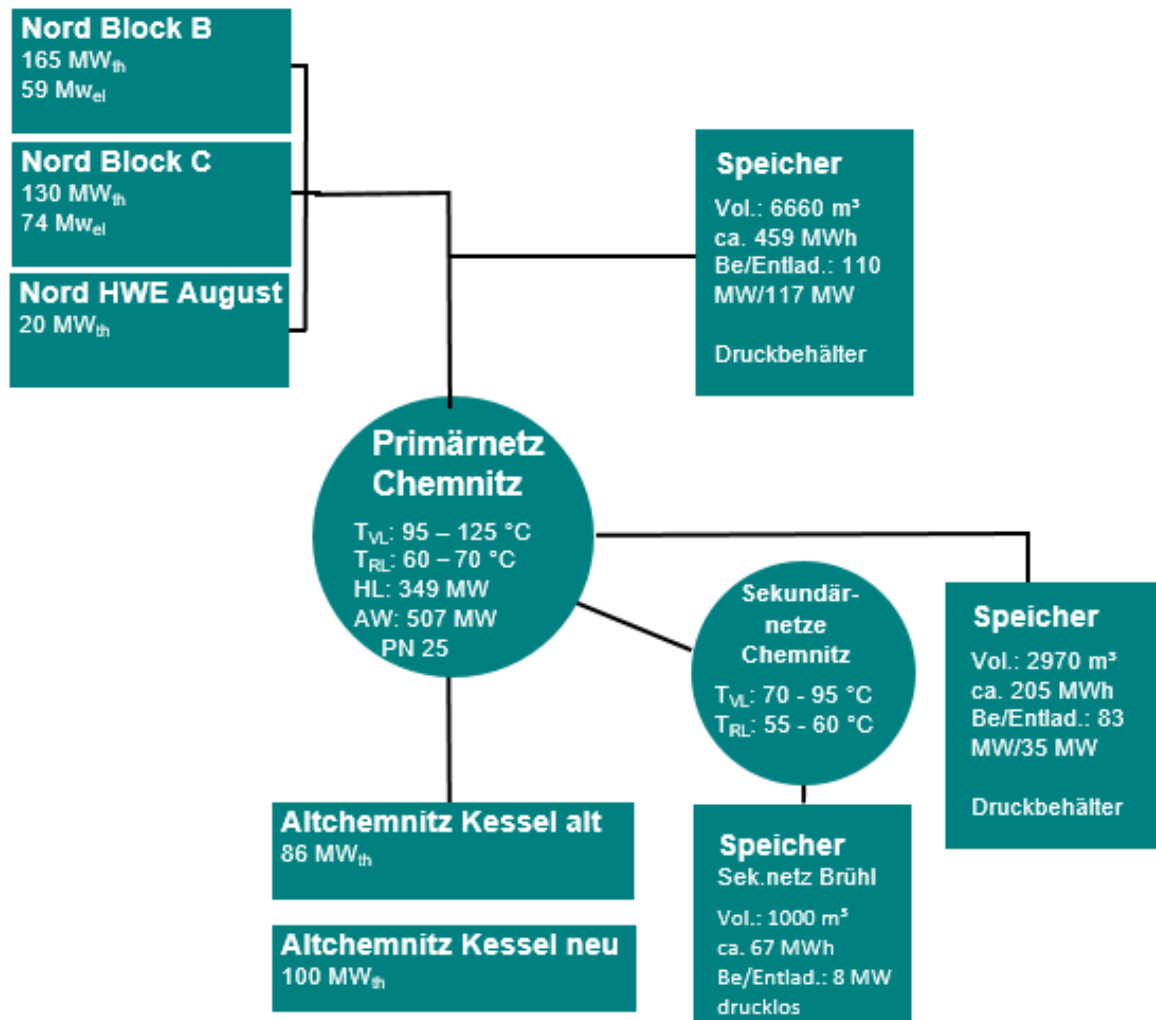 Nord Block B
165 MWth
59 Mwel
Nord Block C
130 MWth
74 Mwel
Nord HWE August
20 MWth
Speicher
Vol.: 6660 m³
ca. 459 MWh
Be/Entlad.: 110
MW/117 MW
Druckbehälter
Primärnetz
Chemnitz
TVL: 95 – 125 °C
TRL: 60 – 70 °C
HL: 349 MW
AW: 507 MW
PN 25
Sekundär-
netze
Chemnitz
TVL: 70 - 95 °C
TRL: 55 - 60 °C
Speicher
Vol.: 2970 m³
ca. 205 MWh
Be/Entlad.: 83
MW/35 MW
Druckbehälter
Altchemnitz Kessel alt
86 MWth
Altchemnitz Kessel neu
100 MWth
Speicher
Sek.netz Brühl
Vol.: 1000 m³
ca. 67 MWh
Be/Entlad.: 8 MW
drucklos